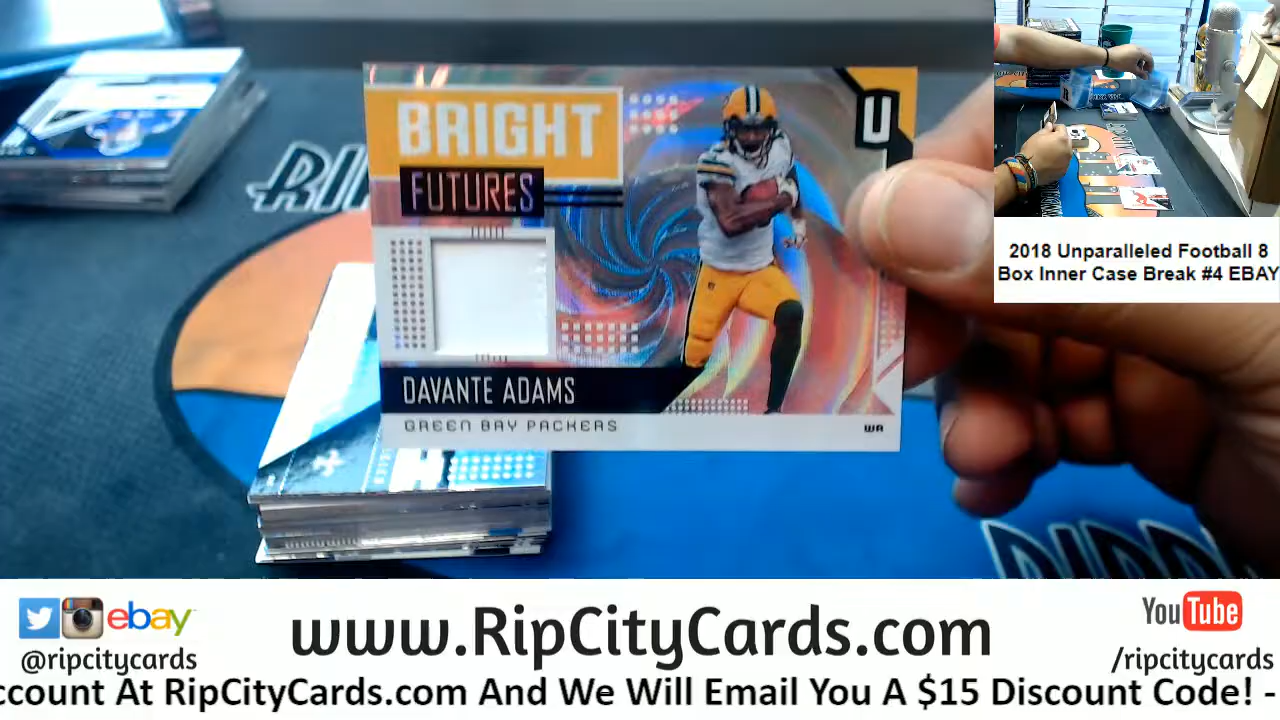 BRIGHT
FUTURES
U
DAVANTE ADAMS
GREEN BAY PACKERS
WR
2018 Unparalleled Football 8
Box Inner Case Break #4 EBAY
ebay
@ripcitycards
www.RipCityCards.com
YouTube
/ripcitycards
ccount At RipCityCards.com And We Will Email You A $15 Discount Code! -